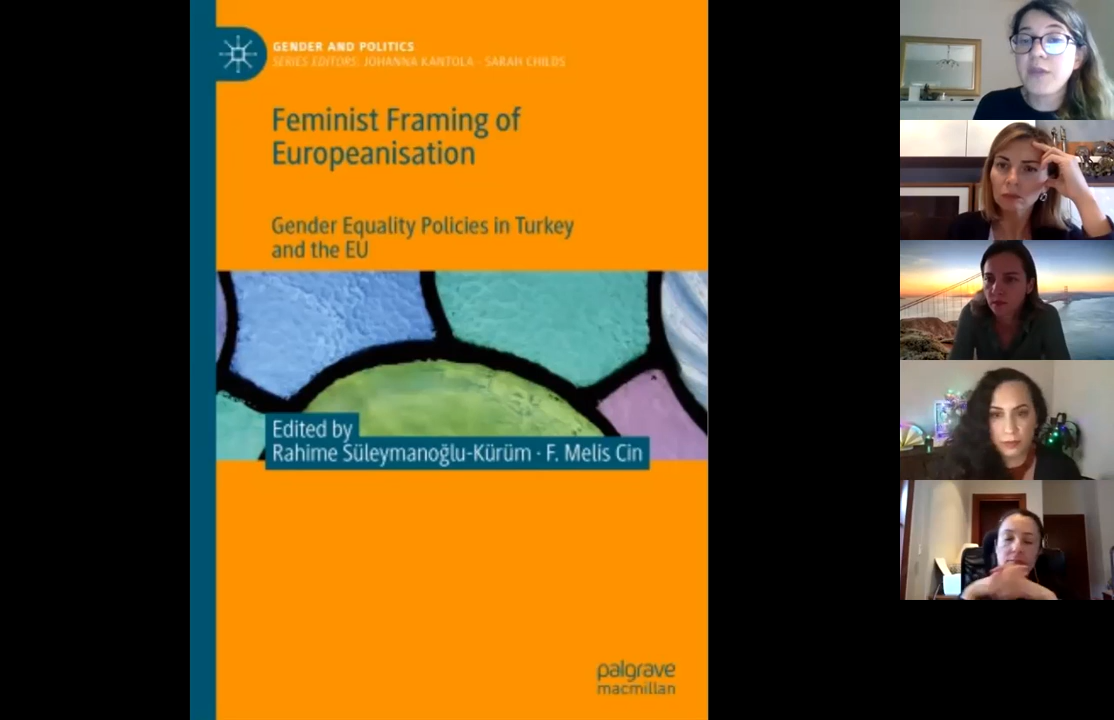 GENDER AND POLITICS
SERIES EDITORS: JOHANNA KANTOLA · SARAH CHILDS
Feminist Framing of
Europeanisation
Gender Equality Policies in Turkey
and the EU
Edited by
Rahime Süleymanoğlu-Kürüm · F. Melis Cin
palgrave
macmillan